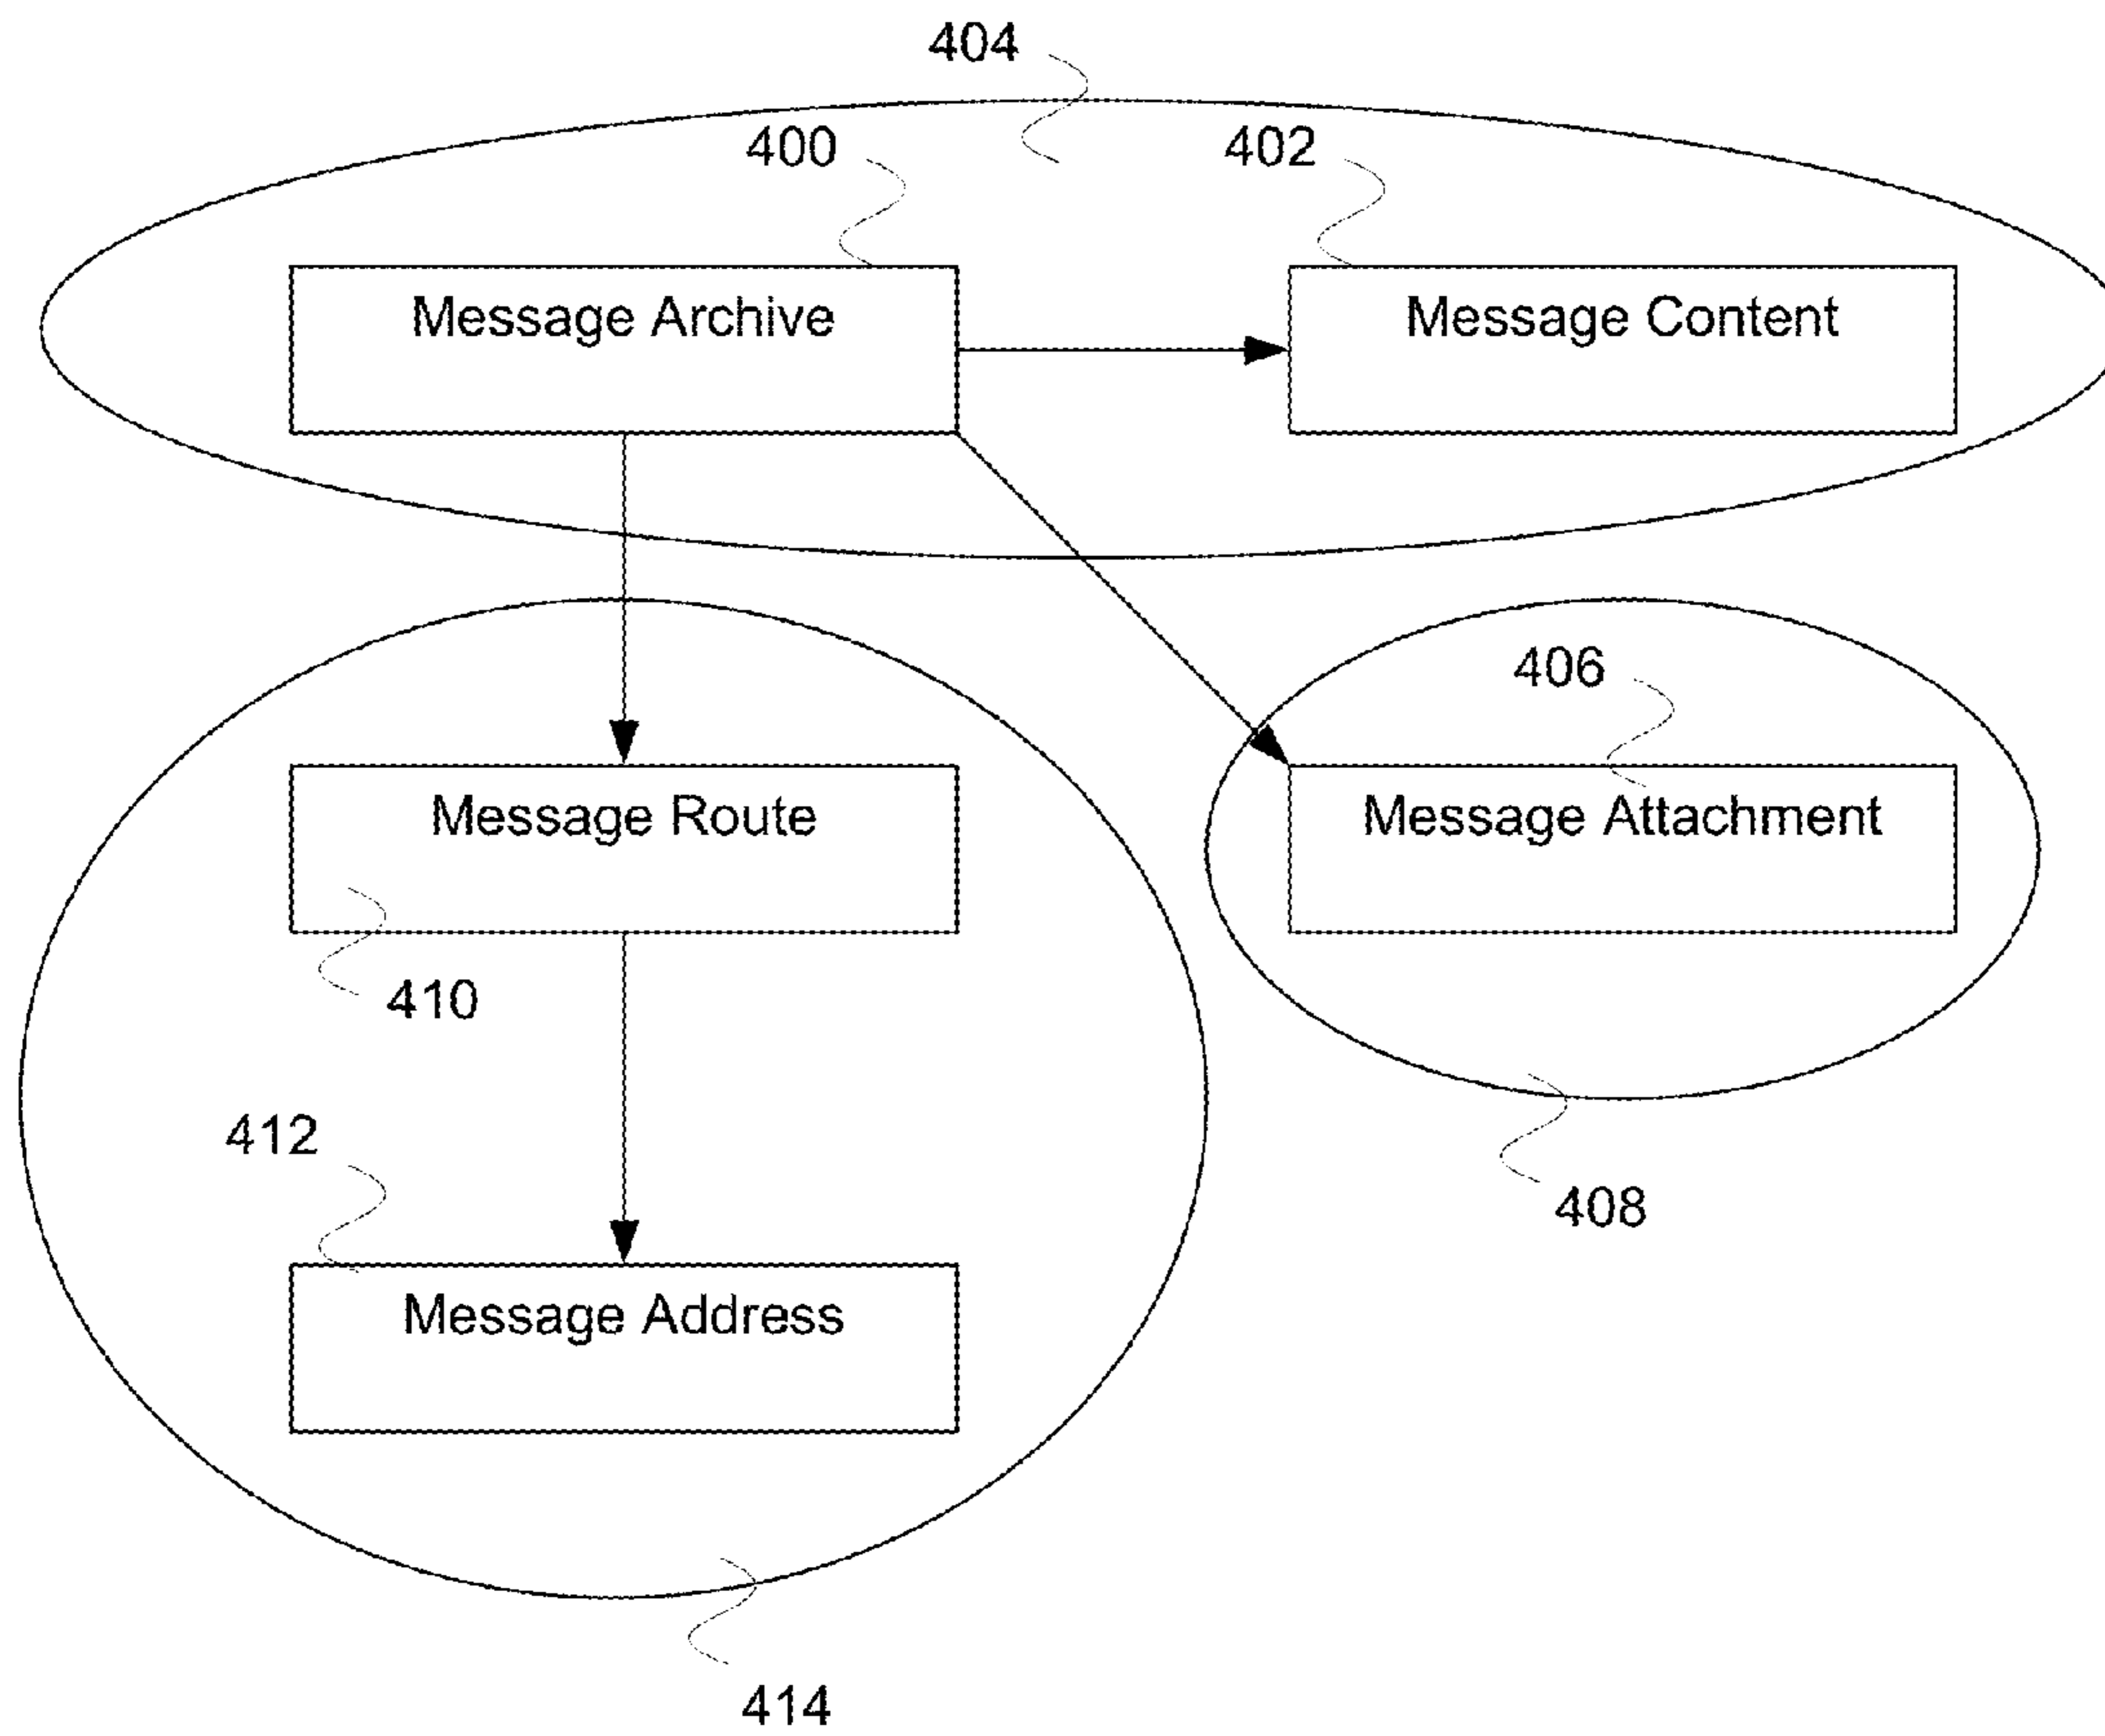 404
400
402
Message Archive
Message Content
406
Message Route
Message Attachment
410
412
408
Message Address
414